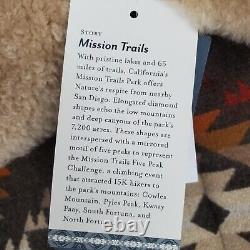 STORY
Mission Trails
With pristine lakes and 65
miles of trails, California's
Mission Trails Park offers
Nature's respite from nearby
San Diego. Elongated diamond
shapes echo the low mountains
and deep canyons of the park's
7,200 acres. These shapes are
interspersed with a mirrored
motif of five peaks to represent
the Mission Trails Five Peak
Challenge, a climbing event
that attracted 15K hikers to
the park's mountains: Cowles
Mountain, Pyles Peak, Kwaay
Paay, South Fortuna, and
North Fortuna